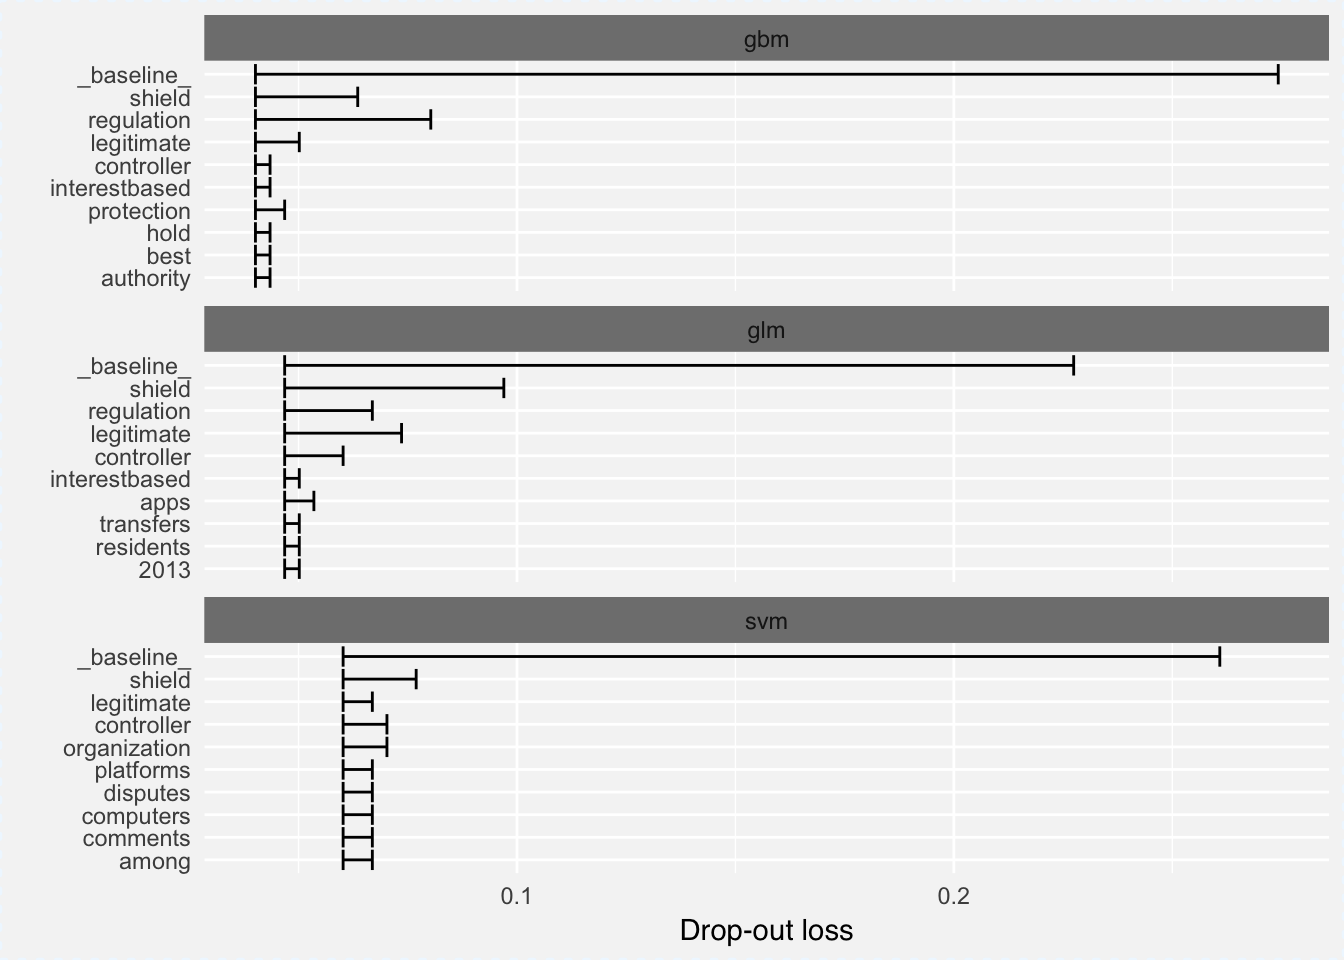 gbm
_baseline_
shield
regulation
legitimate
controller
interestbased
protection
hold
best
authority
glm
_baseline_
shield
regulation
legitimate
controller
interestbased
apps
transfers
residents
2013
svm
_baseline_
shield
legitimate
controller
organization
platforms
disputes
computers
comments
among
0.1 0.2
Drop-out loss